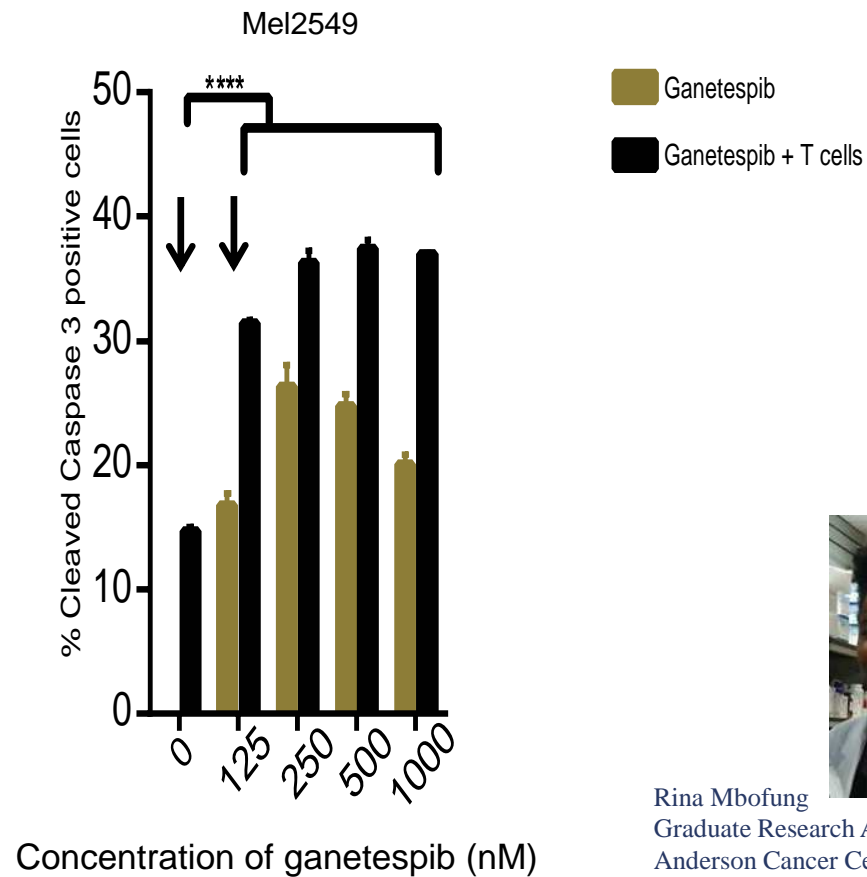 Mel2549
****
50
40
30
20
10
0
% Cleaved Caspase 3 positive cells
0
125
250
500
1000
Concentration of ganetespib (nM)
Ganetespib
Ganetespib + T cells
Rina Mbofung
Graduate Research A
Anderson Cancer Ce